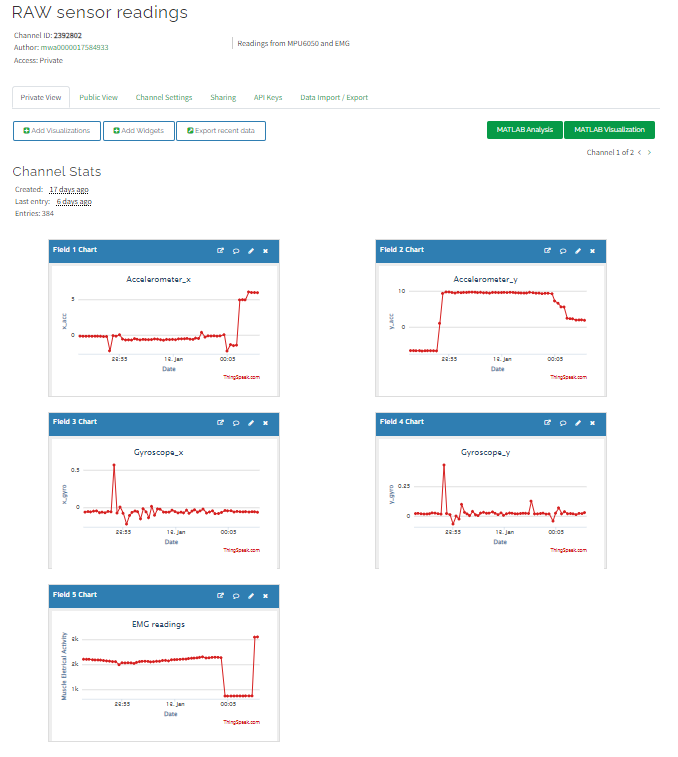 RAW sensor readings
Channel ID: 2392802
Author: mwa0000017584933
Access: Private
Readings from MPU6050 and EMG
Private View Public View Channel Settings Sharing API Keys Data Import / Export
Add Visualizations Add Widgets Export recent data MATLAB Analysis MATLAB Visualization
Channel 1 of 2 < >
Channel Stats
Created: 17 days ago
Last entry: 6 days ago
Entries: 384
Field 1 Chart
Accelerometer_x
x_acc
5
0
23:55 12. Jan 00:05
Date
ThingSpeak.com
Field 2 Chart
Accelerometer_y
y_acc
10
0
23:55 12. Jan 00:05
Date
ThingSpeak.com
Field 3 Chart
Gyroscope_x
x_gyro
0.5
0
23:55 12. Jan 00:05
Date
ThingSpeak.com
Field 4 Chart
Gyroscope_y
y_gyro
0.25
0
23:55 12. Jan 00:05
Date
ThingSpeak.com
Field 5 Chart
EMG readings
Muscle Eletrical Activity
3k
2k
1k
23:55 12. Jan 00:05
Date
ThingSpeak.com